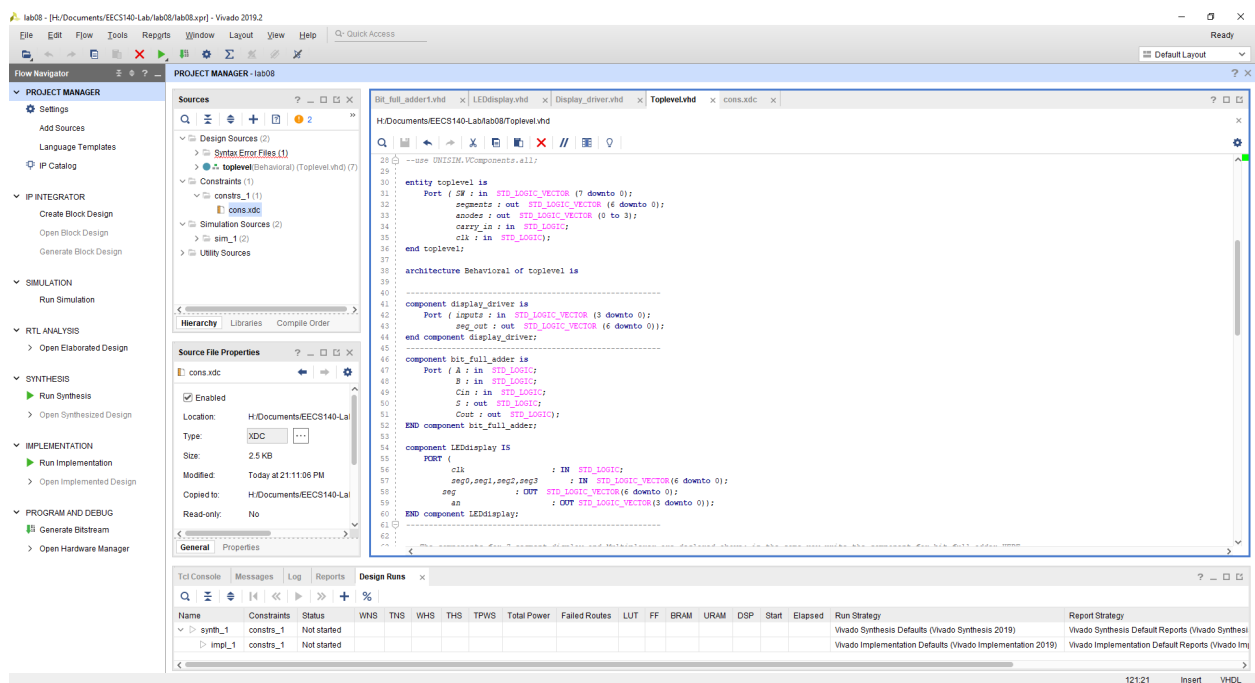 lab08 - [H:/Documents/EECS140-Lab/lab08/lab08.xpr] - Vivado 2019.2
File Edit Flow Tools Reports Window Layout View Help Quick Access
Ready
Default Layout
Flow Navigator
PROJECT MANAGER - lab08
PROJECT MANAGER
Settings
Add Sources
Language Templates
IP Catalog
IP INTEGRATOR
Create Block Design
Open Block Design
Generate Block Design
SIMULATION
Run Simulation
RTL ANALYSIS
Open Elaborated Design
SYNTHESIS
Run Synthesis
Open Synthesized Design
IMPLEMENTATION
Run Implementation
Open Implemented Design
PROGRAM AND DEBUG
Generate Bitstream
Open Hardware Manager
Sources
2
Design Sources (2)
Syntax Error Files (1)
toplevel(Behavioral) (Toplevel.vhd) (7)
Constraints (1)
constrs_1 (1)
cons.xdc
Simulation Sources (2)
sim_1 (2)
Utility Sources
Hierarchy Libraries Compile Order
Source File Properties
cons.xdc
Enabled
Location: H:/Documents/EECS140-Lal
Type: XDC
Size: 2.5 KB
Modified: Today at 21:11:06 PM
Copied to: H:/Documents/EECS140-Lal
Read-only: No
General Properties
Bit_full_adder1.vhd LEDdisplay.vhd Display_driver.vhd Toplevel.vhd cons.xdc
H:/Documents/EECS140-Lab/lab08/Toplevel.vhd
28 --use UNISIM.VComponents.all;
29
30 entity toplevel is
31 Port ( SW : in STD_LOGIC_VECTOR (7 downto 0);
32 segments : out STD_LOGIC_VECTOR (6 downto 0);
33 anodes : out STD_LOGIC_VECTOR (0 to 3);
34 carry_in : in STD_LOGIC;
35 clk : in STD_LOGIC);
36 end toplevel;
37
38 architecture Behavioral of toplevel is
39
40 ----------------------------------------------------------
41 component display_driver is
42 Port ( inputs : in STD_LOGIC_VECTOR (3 downto 0);
43 seg_out : out STD_LOGIC_VECTOR (6 downto 0));
44 end component display_driver;
45 ----------------------------------------------------------
46 component bit_full_adder is
47 Port ( A : in STD_LOGIC;
48 B : in STD_LOGIC;
49 Cin : in STD_LOGIC;
50 S : out STD_LOGIC;
51 Cout : out STD_LOGIC);
52 END component bit_full_adder;
53
54 component LEDdisplay IS
55 PORT (
56 clk : IN STD_LOGIC;
57 seg0,seg1,seg2,seg3 : IN STD_LOGIC_VECTOR(6 downto 0);
58 seg : OUT STD_LOGIC_VECTOR(6 downto 0);
59 an : OUT STD_LOGIC_VECTOR(3 downto 0));
60 END component LEDdisplay;
61 ----------------------------------------------------------
62
Tcl Console Messages Log Reports Design Runs
Name Constraints Status WNS TNS WHS THS TPWS Total Power Failed Routes LUT FF BRAM URAM DSP Start Elapsed Run Strategy Report Strategy
synth_1 constrs_1 Not started Vivado Synthesis Defaults (Vivado Synthesis 2019) Vivado Synthesis Default Reports (Vivado Synthesi
impl_1 constrs_1 Not started Vivado Implementation Defaults (Vivado Implementation 2019) Vivado Implementation Default Reports (Vivado Imp
121:21 Insert VHDL